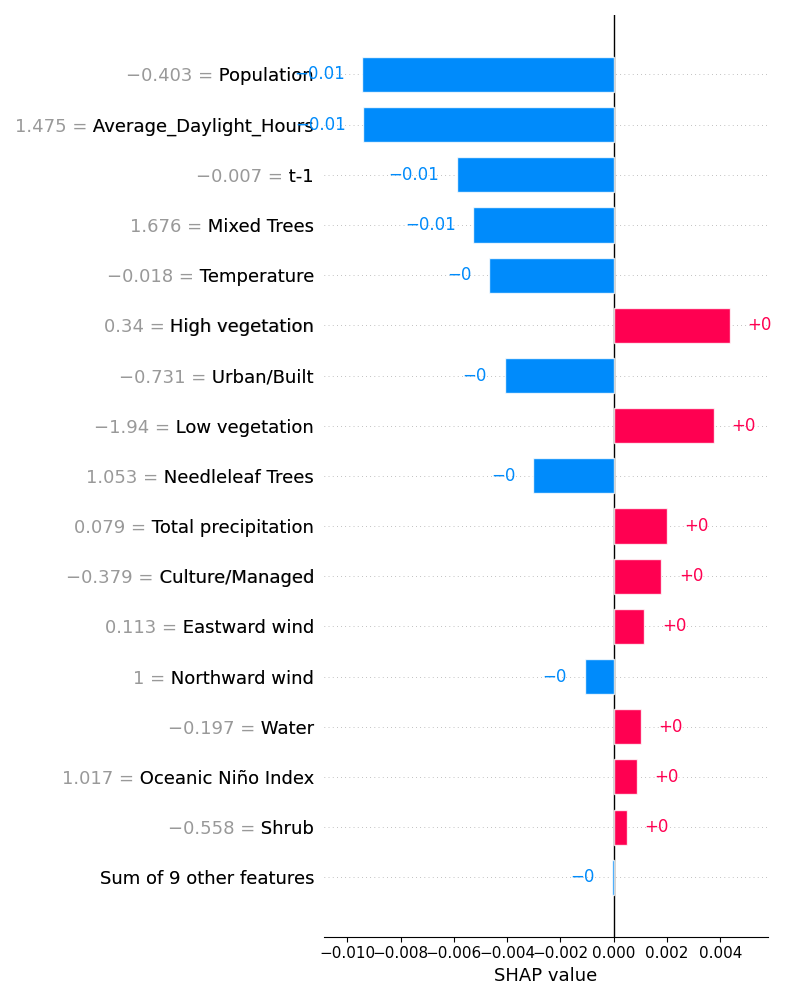 −0.403 = Population −0.01
1.475 = Average_Daylight_Hours −0.01
−0.007 = t-1 −0.01
1.676 = Mixed Trees −0.01
−0.018 = Temperature −0
0.34 = High vegetation +0
−0.731 = Urban/Built −0
−1.94 = Low vegetation +0
1.053 = Needleleaf Trees −0
0.079 = Total precipitation +0
−0.379 = Culture/Managed +0
0.113 = Eastward wind +0
1 = Northward wind −0
−0.197 = Water +0
1.017 = Oceanic Niño Index +0
−0.558 = Shrub +0
Sum of 9 other features −0
−0.010 −0.008 −0.006 −0.004 −0.002 0.000 0.002 0.004
SHAP value